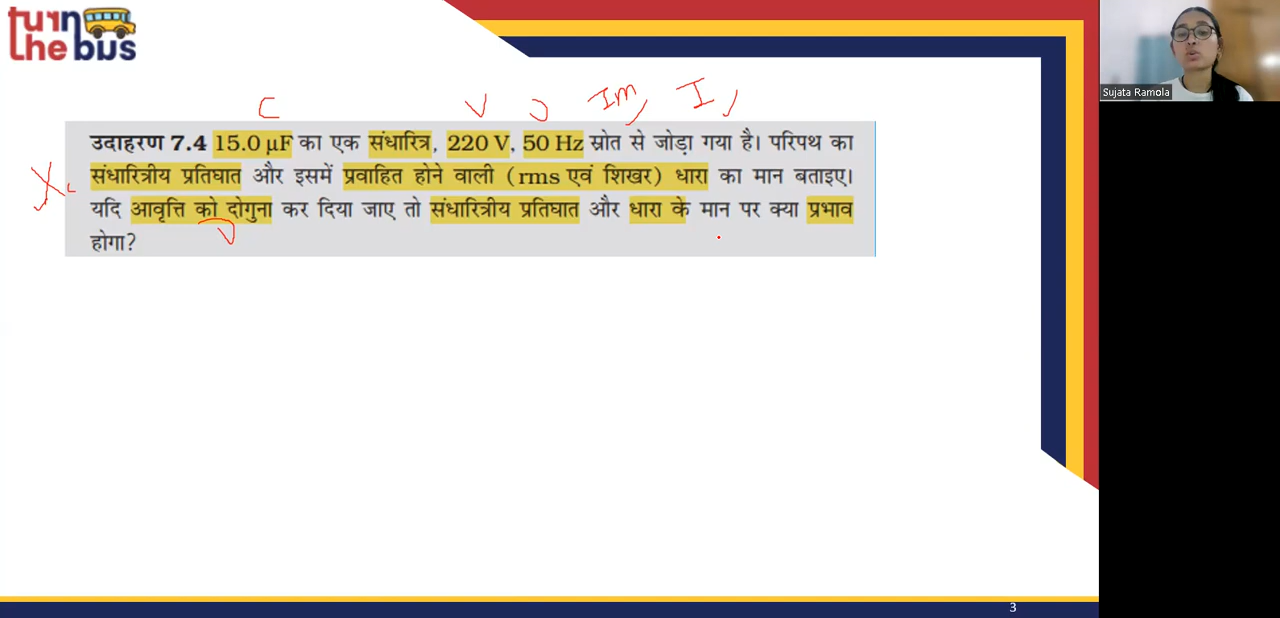 turn
the bus
Sujata Ramola
C V ν Im, I,
उदाहरण 7.4 15.0 µF का एक संधारित्र, 220 V, 50 Hz स्रोत से जोड़ा गया है। परिपथ का
Xc संधारित्रीय प्रतिघात और इसमें प्रवाहित होने वाली (rms एवं शिखर) धारा का मान बताइए।
यदि आवृत्ति को दोगुना कर दिया जाए तो संधारित्रीय प्रतिघात और धारा के मान पर क्या प्रभाव
ν
होगा?
3